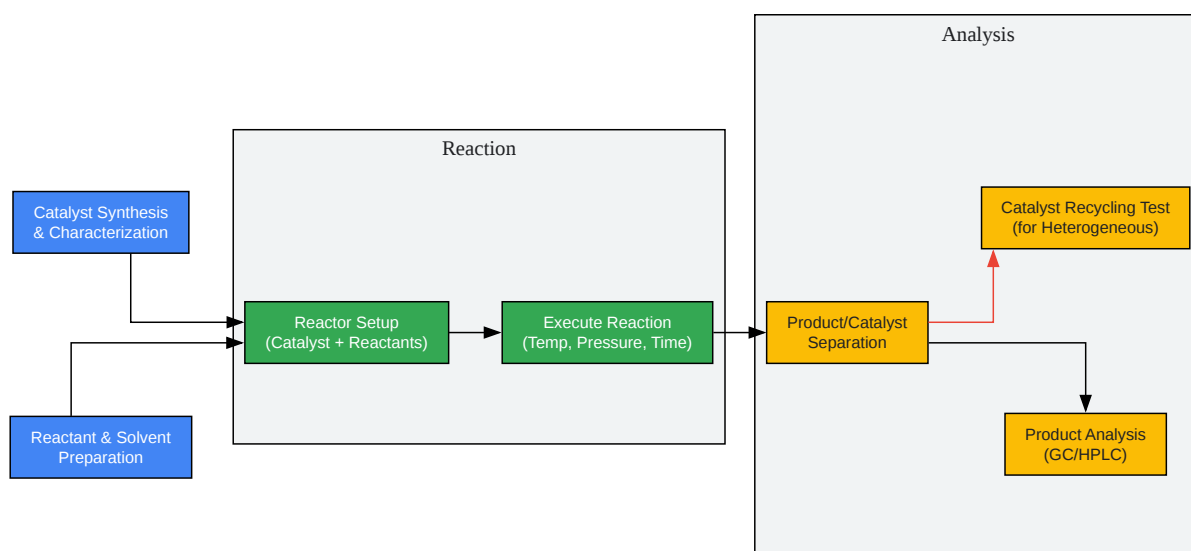 Analysis
Reaction
Catalyst Synthesis
& Characterization
Catalyst Recycling Test
(for Heterogeneous)
Reactor Setup
(Catalyst + Reactants)
Execute Reaction
(Temp, Pressure, Time)
Product/Catalyst
Separation
Reactant & Solvent
Preparation
Product Analysis
(GC/HPLC)